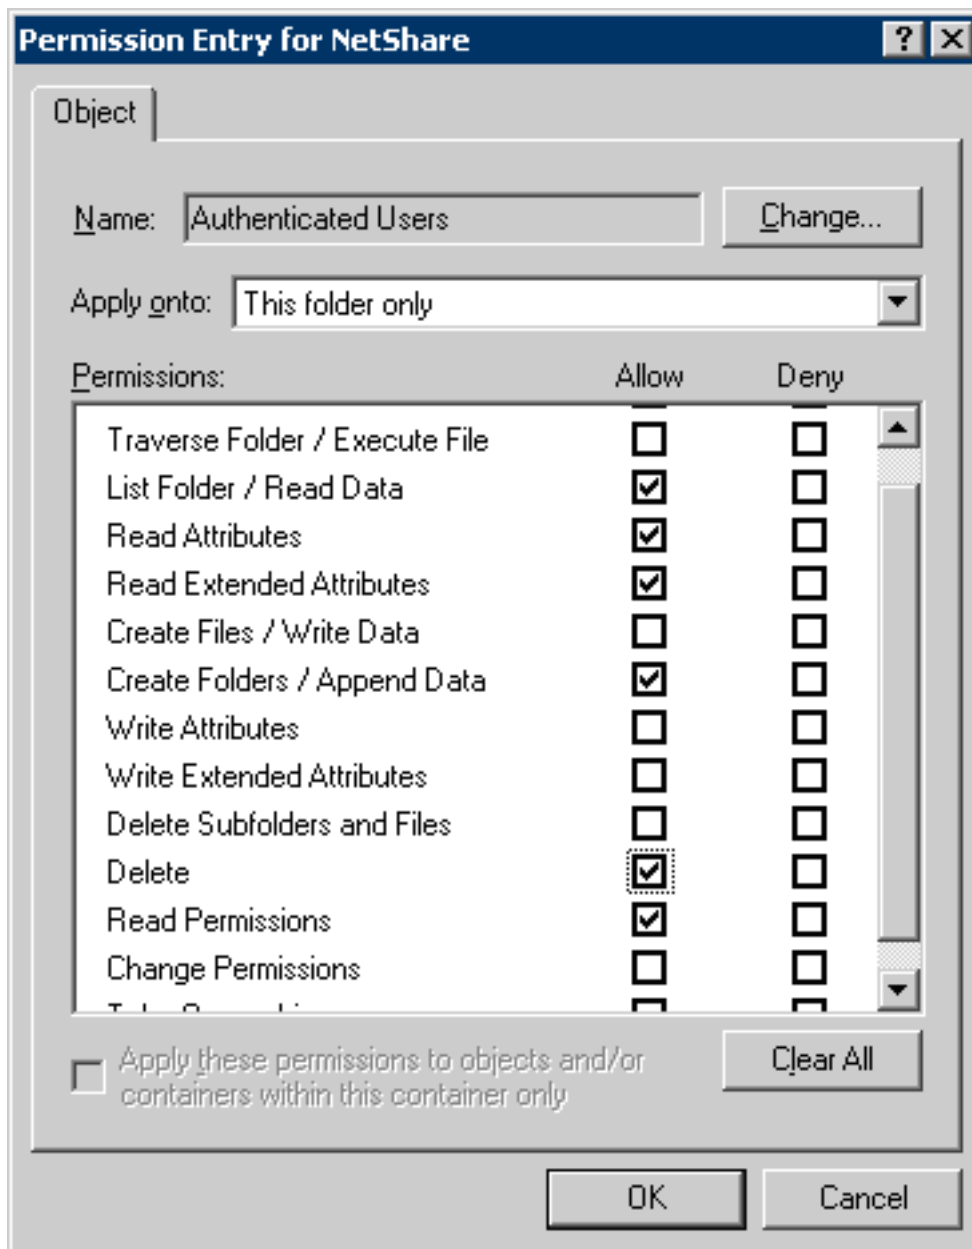 Permission Entry for NetShare
Object
Name: Authenticated Users Change...
Apply onto: This folder only
Permissions: Allow Deny
Traverse Folder / Execute File
List Folder / Read Data
Read Attributes
Read Extended Attributes
Create Files / Write Data
Create Folders / Append Data
Write Attributes
Write Extended Attributes
Delete Subfolders and Files
Delete
Read Permissions
Change Permissions
Apply these permissions to objects and/or
containers within this container only
Clear All
OK Cancel